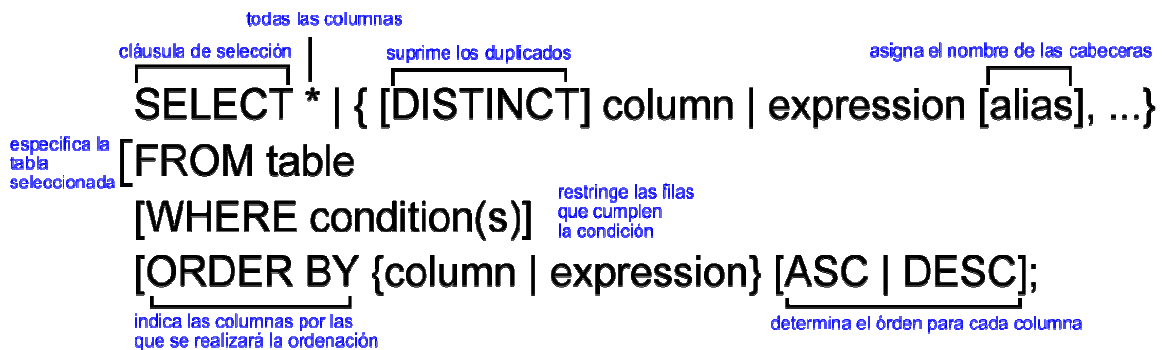 todas las columnas
cláusula de selección
suprime los duplicados
asigna el nombre de las cabeceras
SELECT * | { [DISTINCT] column | expression [alias], ...}
especifica la
tabla
seleccionada
[FROM table
[WHERE condition(s)]
restringe las filas
que cumplen
la condición
[ORDER BY {column | expression} [ASC | DESC];
indica las columnas por las
que se realizará la ordenación
determina el órden para cada columna